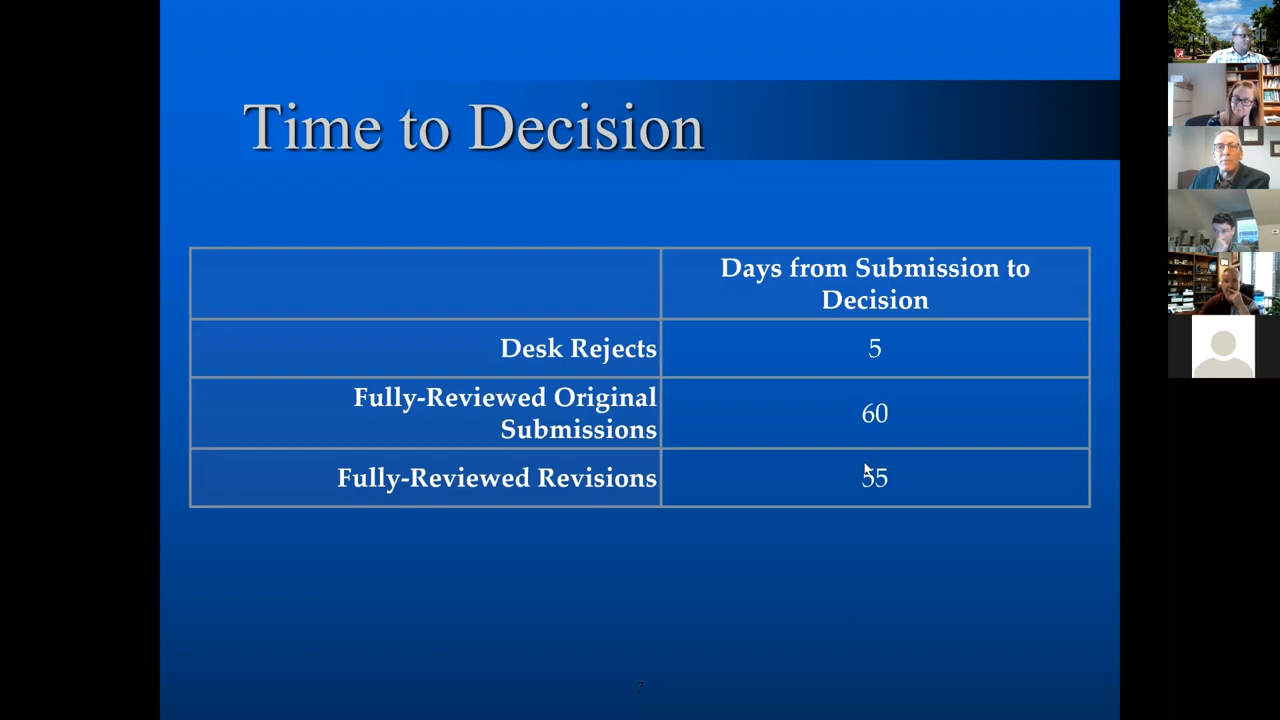 Time to Decision
Days from Submission to
Decision
Desk Rejects
5
Fully-Reviewed Original
Submissions
60
Fully-Reviewed Revisions
55
7